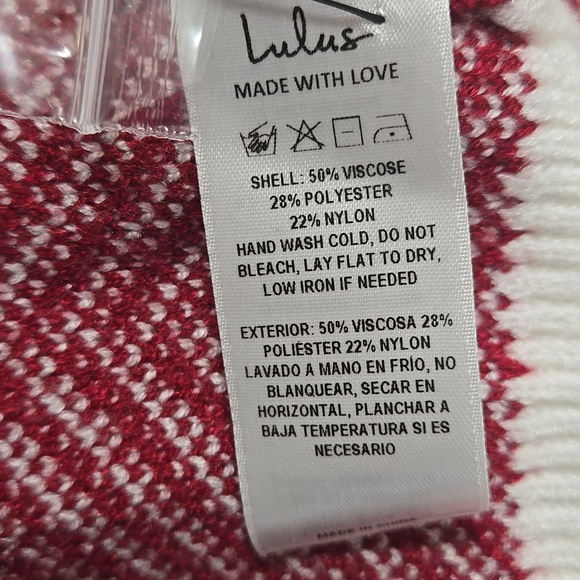 Lulus
MADE WITH LOVE
SHELL: 50% VISCOSE
28% POLYESTER
22% NYLON
HAND WASH COLD, DO NOT
BLEACH, LAY FLAT TO DRY,
LOW IRON IF NEEDED
EXTERIOR: 50% VISCOSA 28%
POLIÉSTER 22% NYLON
LAVADO A MANO EN FRÍO, NO
BLANQUEAR, SECAR EN
HORIZONTAL, PLANCHAR A
BAJA TEMPERATURA SI ES
NECESARIO
MADE IN CHINA